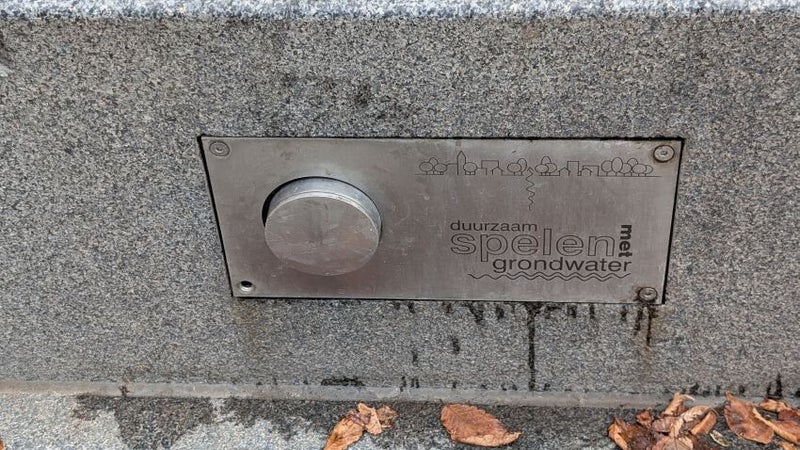 duurzaam
spelen met
grondwater